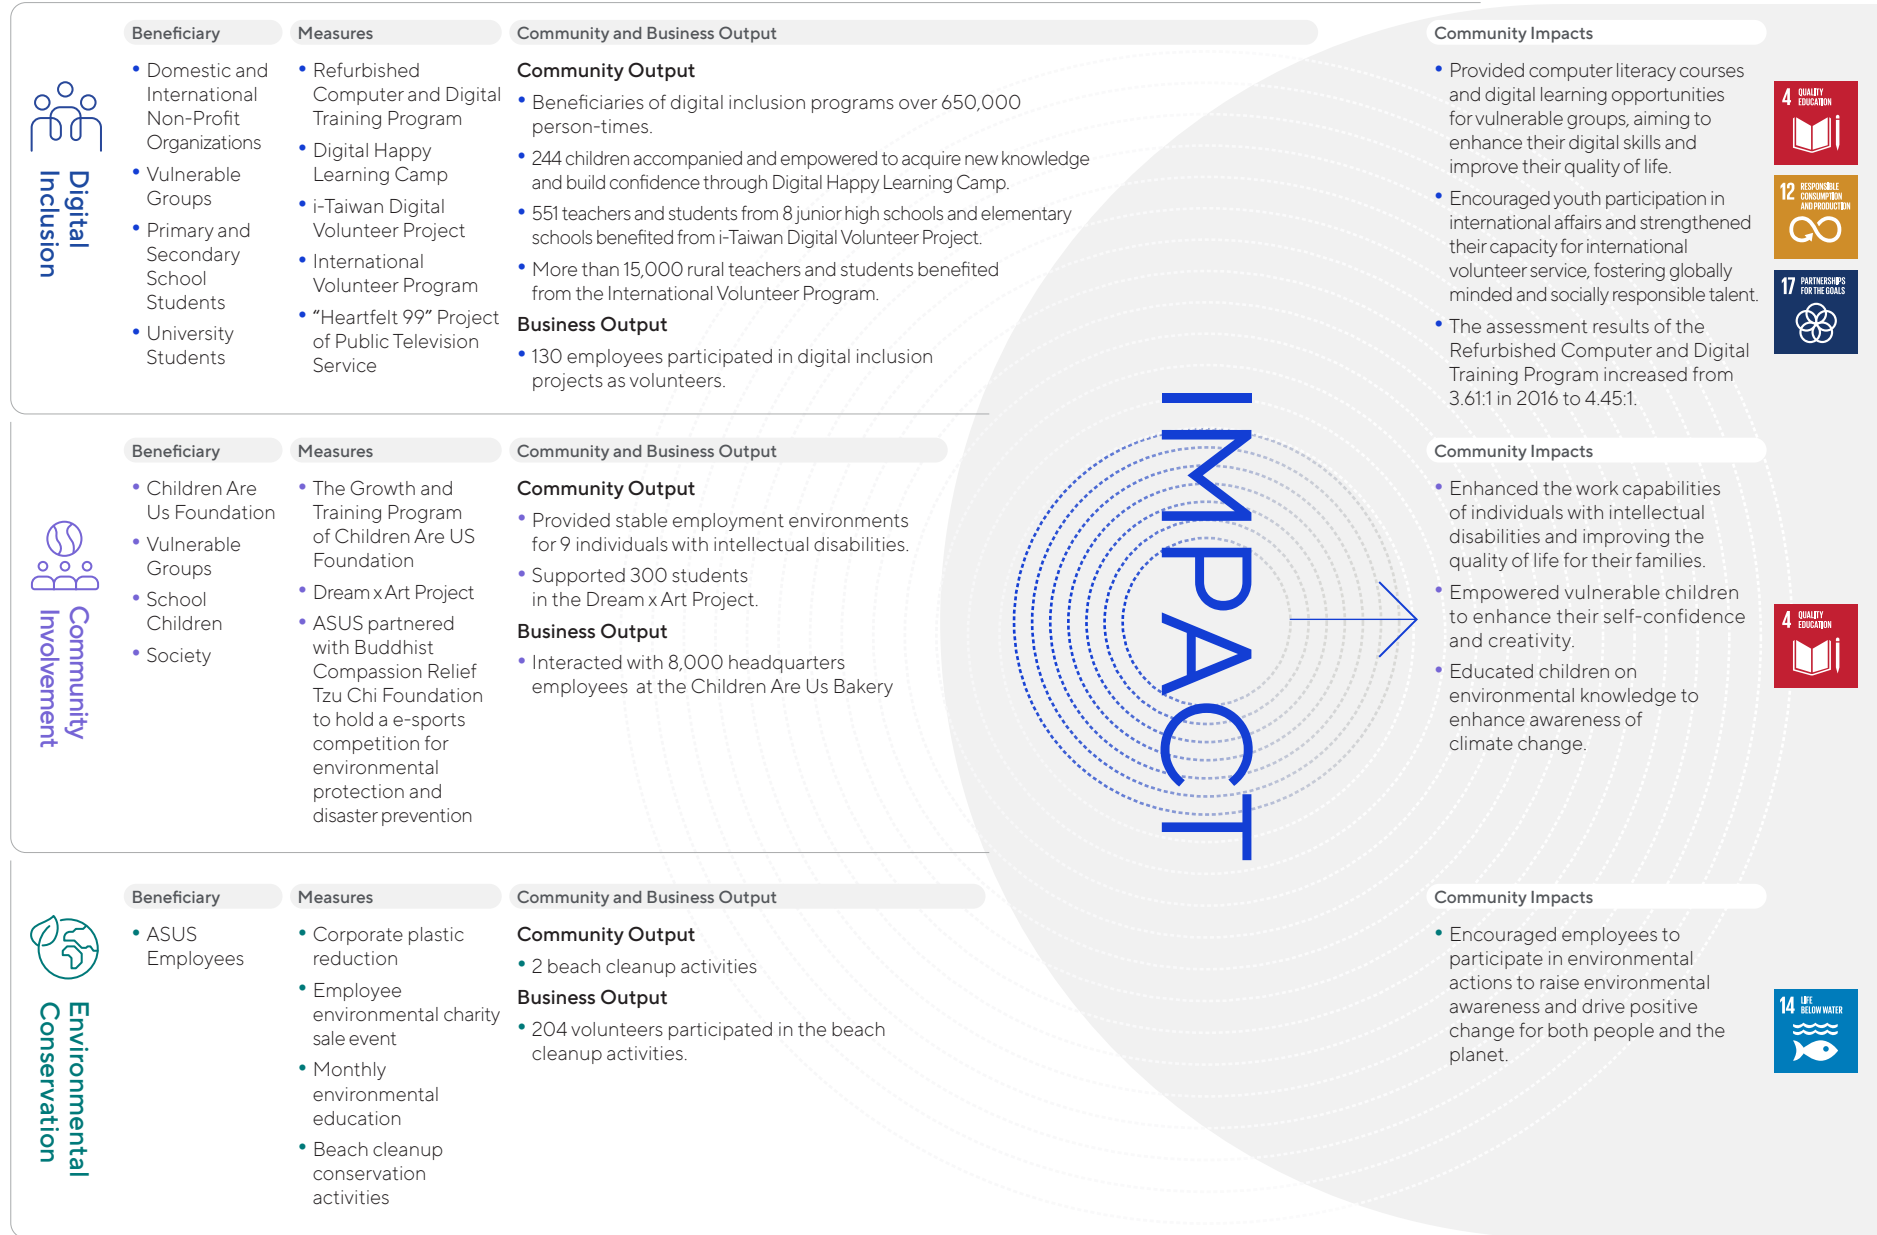 Digital
Inclusion
Beneficiary
• Domestic and
International
Non-Profit
Organizations
• Vulnerable
Groups
• Primary and
Secondary
School
Students
• University
Students
Measures
• Refurbished
Computer and Digital
Training Program
• Digital Happy
Learning Camp
• i-Taiwan Digital
Volunteer Project
• International
Volunteer Program
• “Heartfelt 99” Project
of Public Television
Service
Community and Business Output
Community Output
• Beneficiaries of digital inclusion programs over 650,000
person-times.
• 244 children accompanied and empowered to acquire new knowledge
and build confidence through Digital Happy Learning Camp.
• 551 teachers and students from 8 junior high schools and elementary
schools benefited from i-Taiwan Digital Volunteer Project.
• More than 15,000 rural teachers and students benefited
from the International Volunteer Program.
Business Output
• 130 employees participated in digital inclusion
projects as volunteers.
Community Impacts
• Provided computer literacy courses
and digital learning opportunities
for vulnerable groups, aiming to
enhance their digital skills and
improve their quality of life.
• Encouraged youth participation in
international affairs and strengthened
their capacity for international
volunteer service, fostering globally
minded and socially responsible talent.
• The assessment results of the
Refurbished Computer and Digital
Training Program increased from
3.61:1 in 2016 to 4.45:1.
4 QUALITY
EDUCATION
12 RESPONSIBLE
CONSUMPTION
AND PRODUCTION
17 PARTNERSHIPS
FOR THE GOALS
IMPACT
Community
Involvement
Beneficiary
• Children Are
Us Foundation
• Vulnerable
Groups
• School
Children
• Society
Measures
• The Growth and
Training Program
of Children Are US
Foundation
• Dream x Art Project
• ASUS partnered
with Buddhist
Compassion Relief
Tzu Chi Foundation
to hold a e-sports
competition for
environmental
protection and
disaster prevention
Community and Business Output
Community Output
• Provided stable employment environments
for 9 individuals with intellectual disabilities.
• Supported 300 students
in the Dream x Art Project.
Business Output
• Interacted with 8,000 headquarters
employees at the Children Are Us Bakery
Community Impacts
• Enhanced the work capabilities
of individuals with intellectual
disabilities and improving the
quality of life for their families.
• Empowered vulnerable children
to enhance their self-confidence
and creativity.
• Educated children on
environmental knowledge to
enhance awareness of
climate change.
4 QUALITY
EDUCATION
Environmental
Conservation
Beneficiary
• ASUS
Employees
Measures
• Corporate plastic
reduction
• Employee
environmental charity
sale event
• Monthly
environmental
education
• Beach cleanup
conservation
activities
Community and Business Output
Community Output
• 2 beach cleanup activities
Business Output
• 204 volunteers participated in the beach
cleanup activities.
Community Impacts
• Encouraged employees to
participate in environmental
actions to raise environmental
awareness and drive positive
change for both people and the
planet.
14 LIFE
BELOW WATER